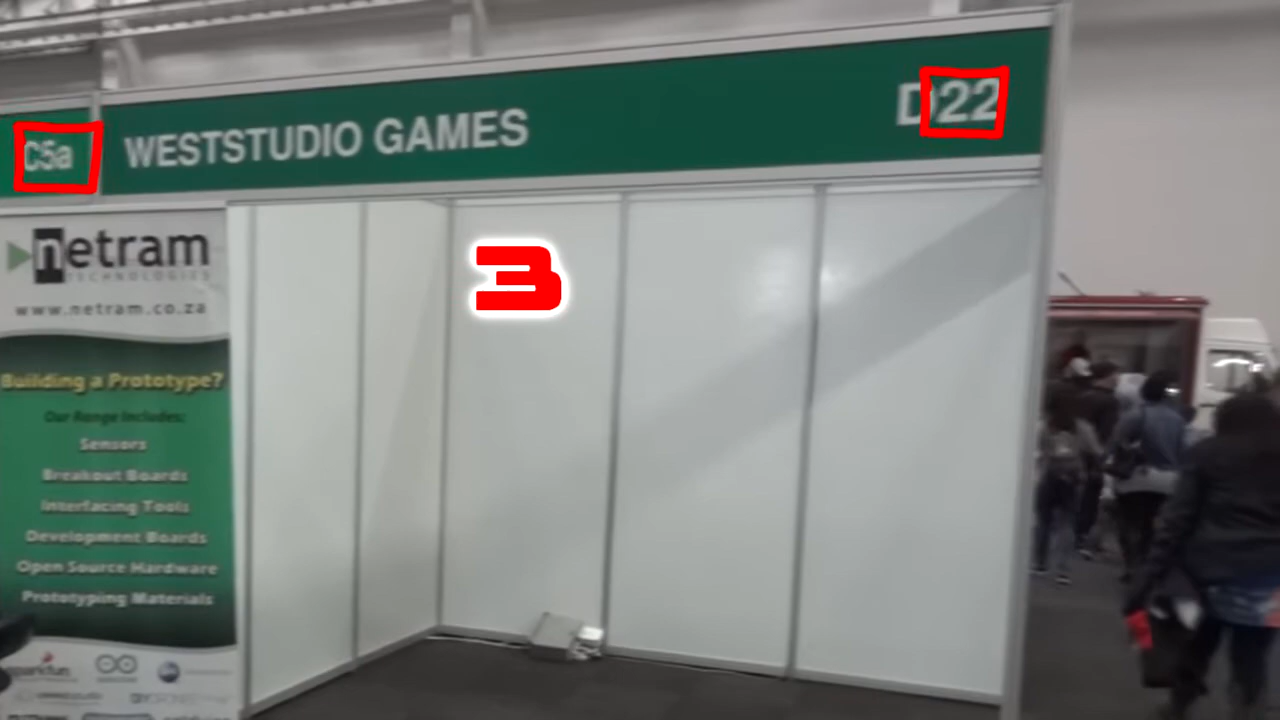 C5a
WESTSTUDIO GAMES
D22
3
netram
TECHNOLOGIES
www.netram.co.za
Building a Prototype?
Our Range Includes:
Sensors
Breakout Boards
Interfacing Tools
Development Boards
Open Source Hardware
Prototyping Materials
sparkfun